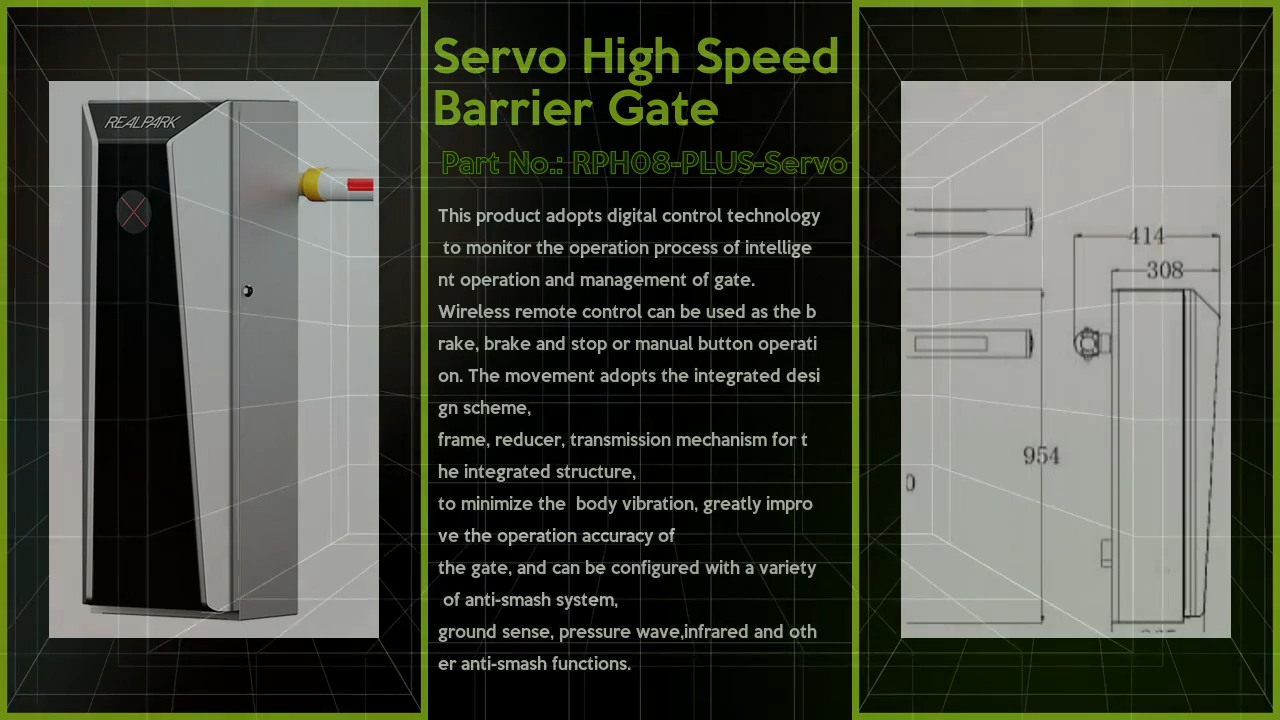 REALPARK
Servo High Speed
Barrier Gate
Part No.: RPH08-PLUS-Servo
This product adopts digital control technology
to monitor the operation process of intellige
nt operation and management of gate.
Wireless remote control can be used as the b
rake, brake and stop or manual button operati
on. The movement adopts the integrated desi
gn scheme,
frame, reducer, transmission mechanism for t
he integrated structure,
to minimize the  body vibration, greatly impro
ve the operation accuracy of
the gate, and can be configured with a variety
of anti-smash system,
ground sense, pressure wave,infrared and oth
er anti-smash functions.
414
308
954